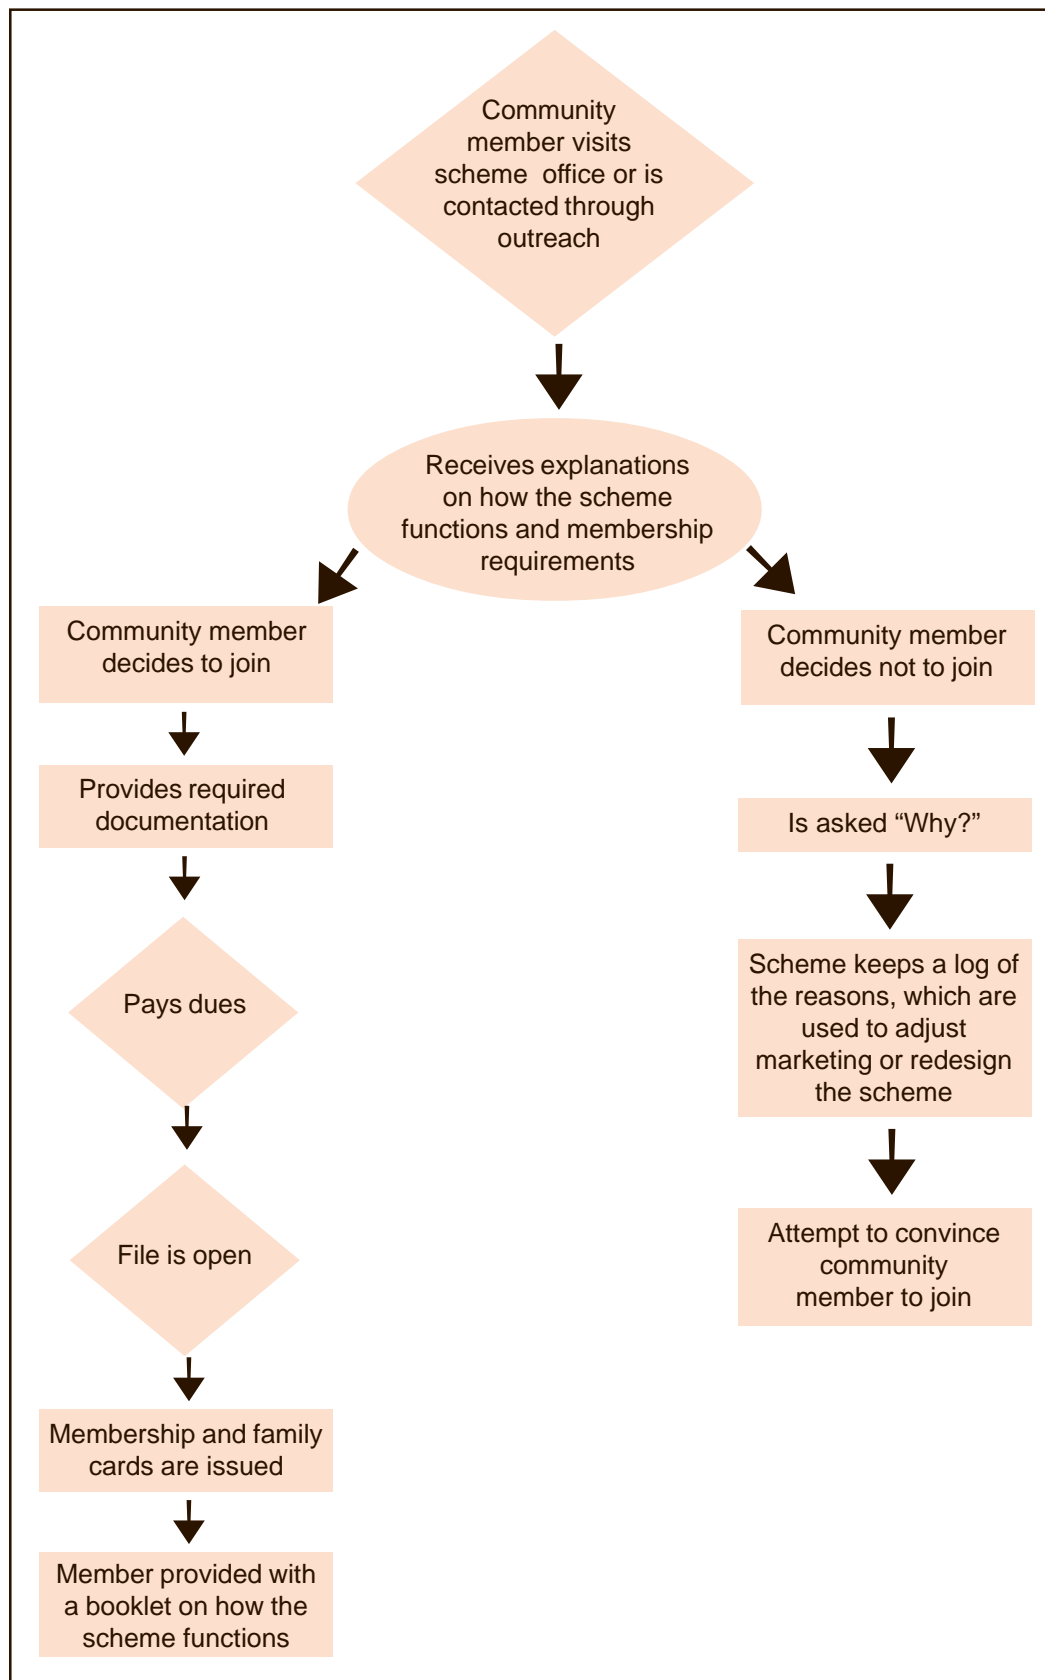 Community
member visits
scheme office or is
contacted through
outreach
Receives explanations
on how the scheme
functions and membership
requirements
Community member
decides to join
Provides required
documentation
Pays dues
File is open
Membership and family
cards are issued
Member provided with
a booklet on how the
scheme functions
Community member
decides not to join
Is asked “Why?”
Scheme keeps a log of
the reasons, which are
used to adjust
marketing or redesign
the scheme
Attempt to convince
community
member to join